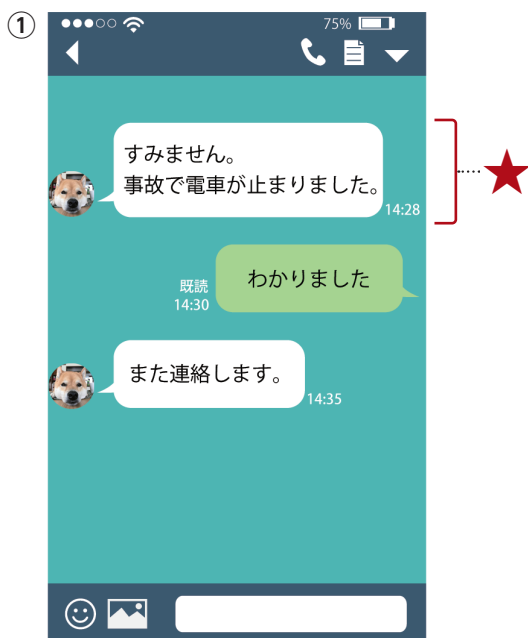 ①
75%
すみません。
事故で電車が止まりました。
14:28
わかりました
既読
14:30
また連絡します。
14:35